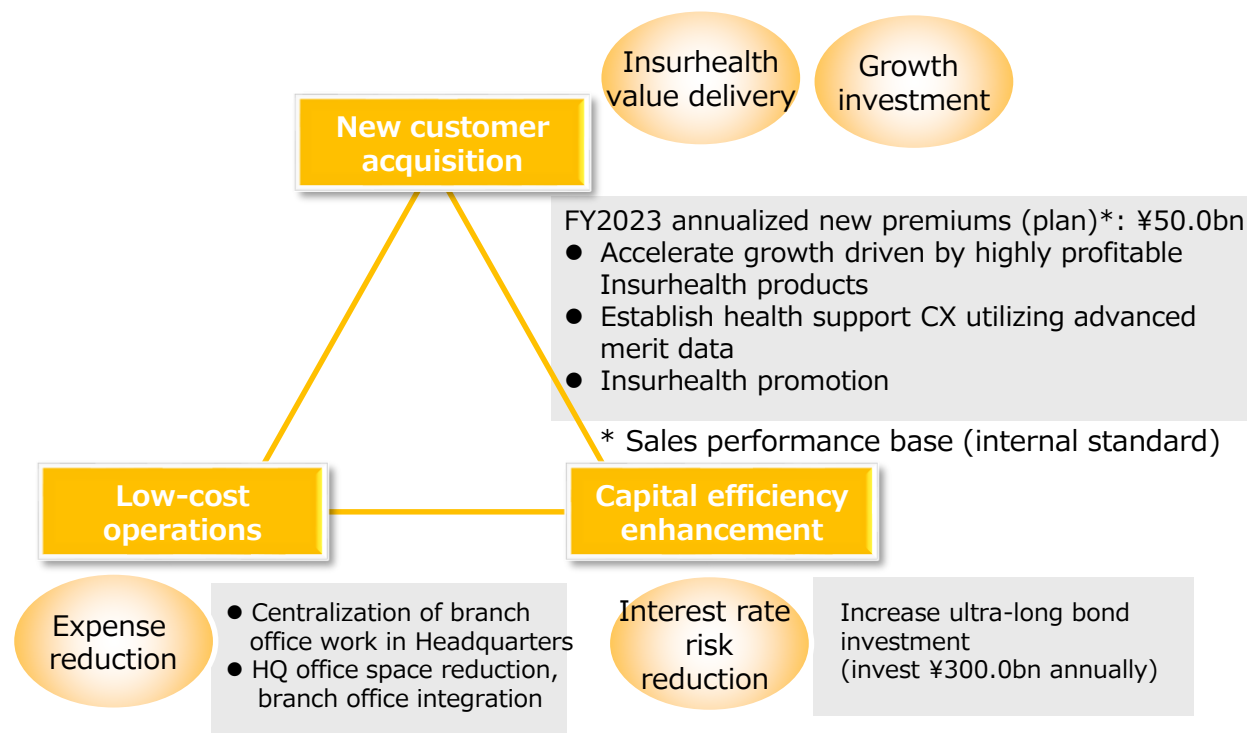 Insurhealth
value delivery
Growth
investment
New customer
acquisition
FY2023 annualized new premiums (plan)*: ¥50.0bn
● Accelerate growth driven by highly profitable
Insurhealth products
● Establish health support CX utilizing advanced
merit data
● Insurhealth promotion
* Sales performance base (internal standard)
Low-cost
operations
Capital efficiency
enhancement
Expense
reduction
● Centralization of branch
office work in Headquarters
● HQ office space reduction,
branch office integration
Interest rate
risk
reduction
Increase ultra-long bond
investment
(invest ¥300.0bn annually)